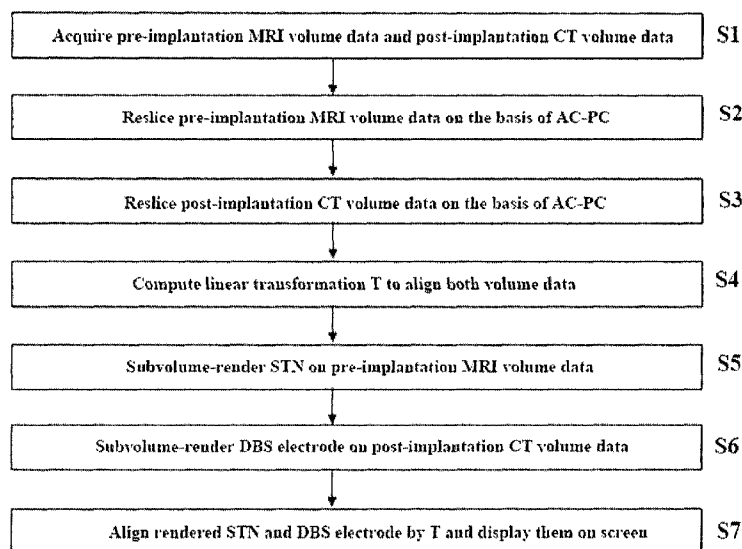 Acquire pre-implantation MRI volume data and post-implantation CT volume data S1
Reslice pre-implantation MRI volume data on the basis of AC-PC S2
Reslice post-implantation CT volume data on the basis of AC-PC S3
Compute linear transformation T to align both volume data S4
Subvolume-render STN on pre-implantation MRI volume data S5
Subvolume-render DBS electrode on post-implantation CT volume data S6
Align rendered STN and DBS electrode by T and display them on screen S7